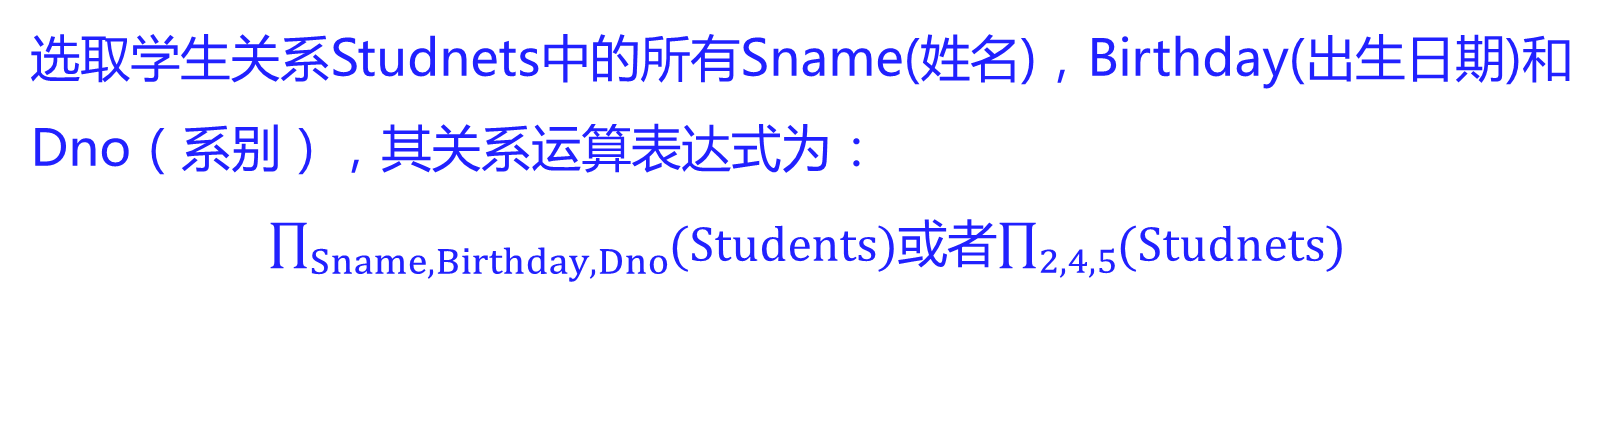 选取学生关系Studnets中的所有Sname(姓名)，Birthday(出生日期)和
Dno（系别），其关系运算表达式为：
∏Sname,Birthday,Dno(Students)或者∏2,4,5(Studnets)